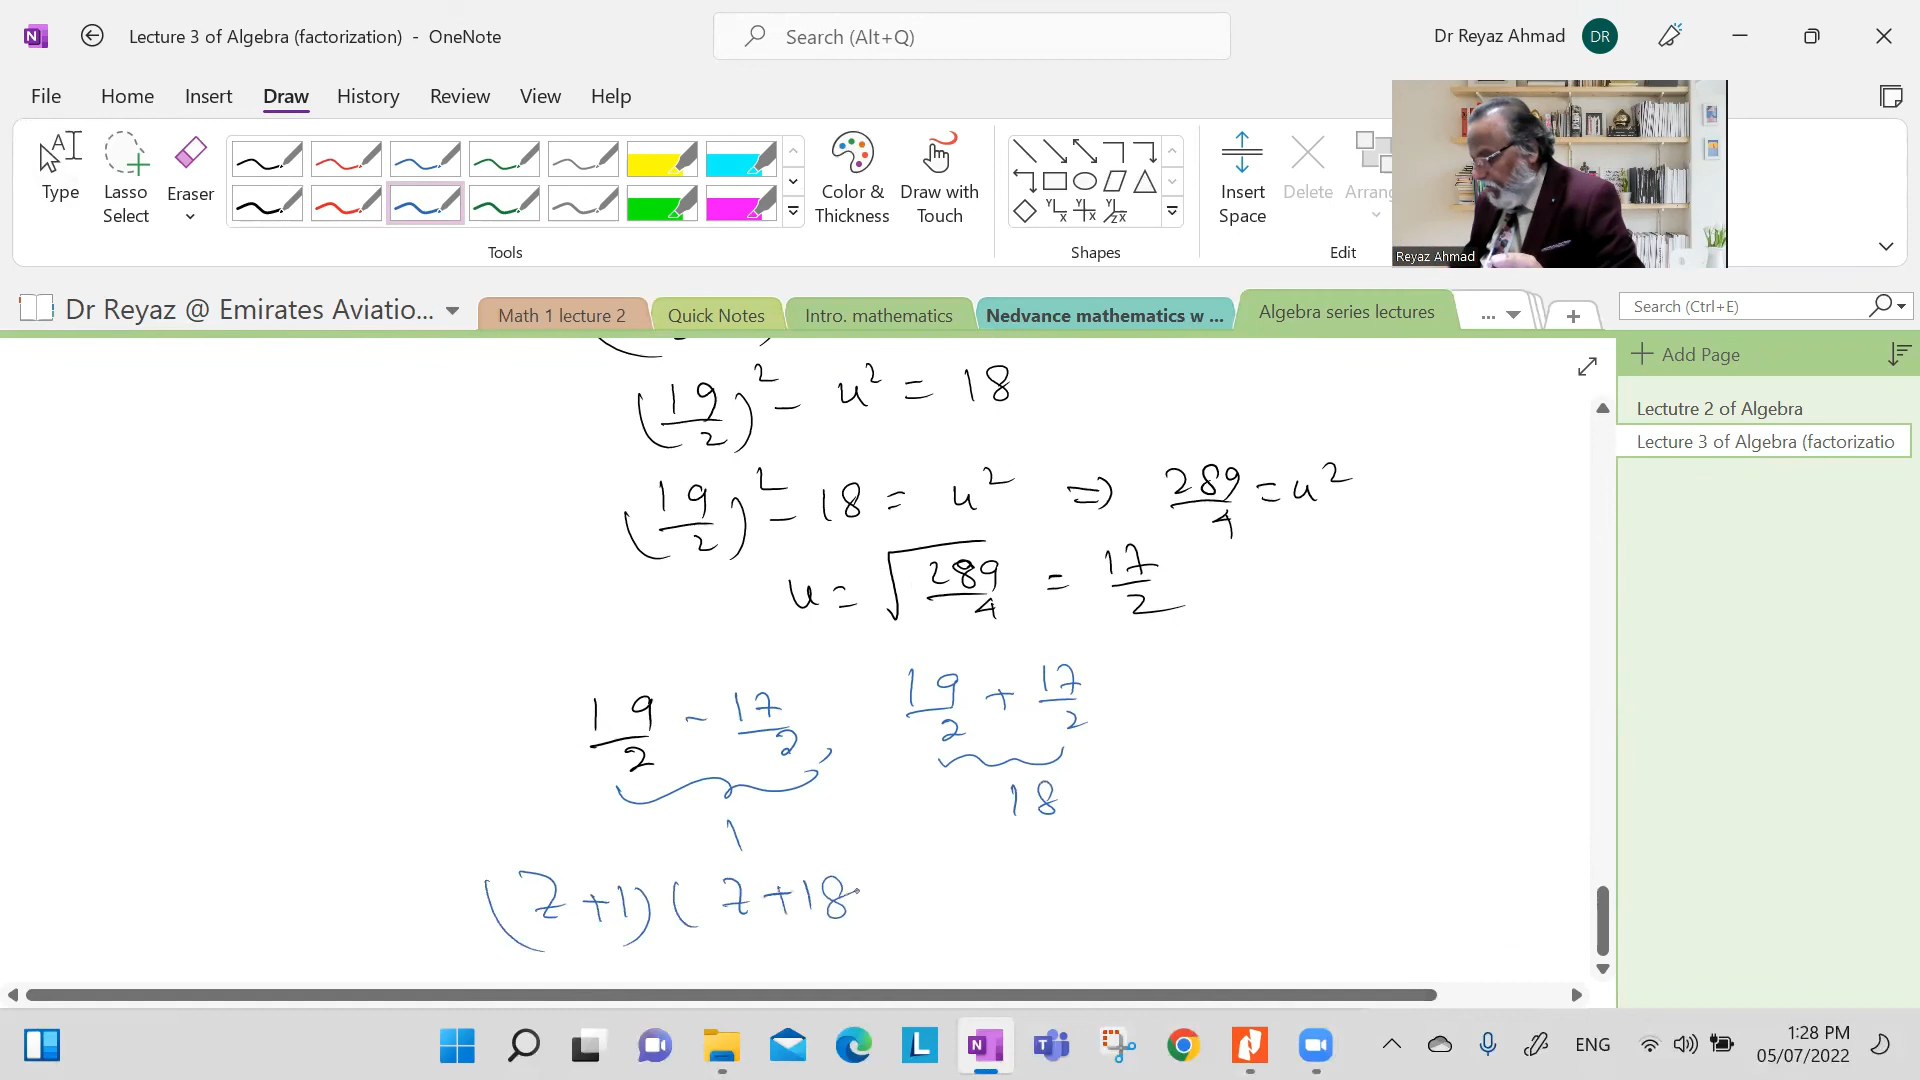 Lecture 3 of Algebra (factorization) - OneNote
Search (Alt+Q)
Dr Reyaz Ahmad
DR
File Home Insert Draw History Review View Help
Type
Lasso Select
Eraser
Color & Thickness
Draw with Touch
Insert Space
Delete
Arrang
Tools
Shapes
Edit
Reyaz Ahmad
Dr Reyaz @ Emirates Aviatio...
Math 1 lecture 2
Quick Notes
Intro. mathematics
Nedvance mathematics w ...
Algebra series lectures
...
Search (Ctrl+E)
Add Page
Lectutre 2 of Algebra
Lecture 3 of Algebra (factorizatio
(19/2)² - u² = 18
(19/2)² - 18 = u² ⇒ 289/4 = u²
u = √289/4 = 17/2
19/2 - 17/2, 19/2 + 17/2
18
1
(z+1)(z+18
ENG
1:28 PM
05/07/2022